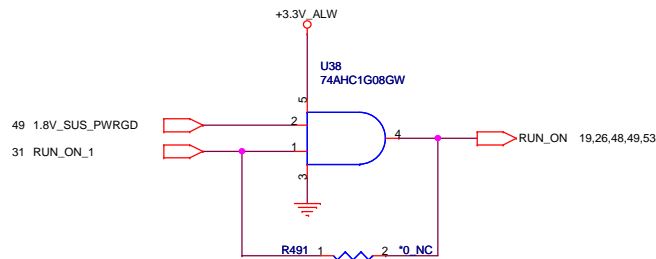 +3.3V_ALW
U38
74AHC1G08GW
5
49 1.8V_SUS_PWRGD
2
4
RUN_ON 19,26,48,49,53
31 RUN_ON_1
1
3
R491 1 2 *0_NC